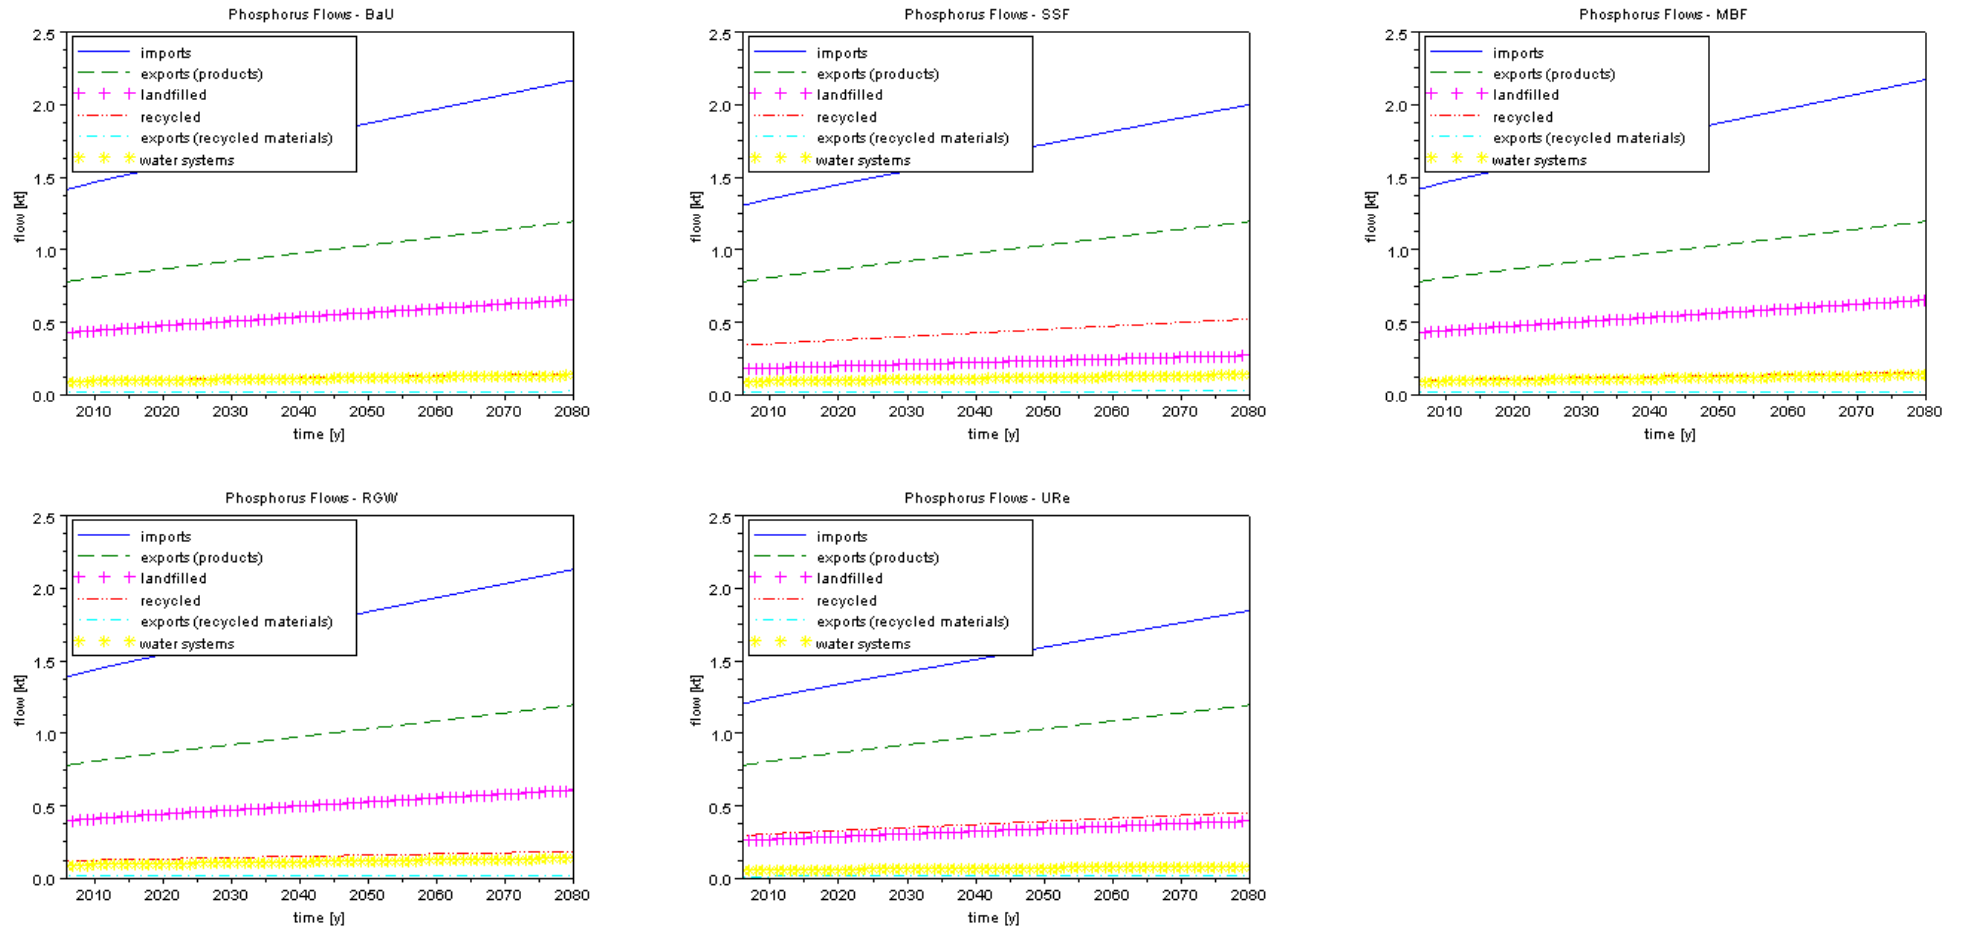 Phosphorus Flows - BaU
2.5
2.0
1.5
1.0
0.5
0.0
flow [kt]
imports
exports (products)
landfilled
recycled
exports (recycled materials)
water systems
2010 2020 2030 2040 2050 2060 2070 2080
time [y]
Phosphorus Flows - SSF
2.5
2.0
1.5
1.0
0.5
0.0
flow [kt]
imports
exports (products)
landfilled
recycled
exports (recycled materials)
water systems
2010 2020 2030 2040 2050 2060 2070 2080
time [y]
Phosphorus Flows - MBF
2.5
2.0
1.5
1.0
0.5
0.0
flow [kt]
imports
exports (products)
landfilled
recycled
exports (recycled materials)
water systems
2010 2020 2030 2040 2050 2060 2070 2080
time [y]
Phosphorus Flows - RGW
2.5
2.0
1.5
1.0
0.5
0.0
flow [kt]
imports
exports (products)
landfilled
recycled
exports (recycled materials)
water systems
2010 2020 2030 2040 2050 2060 2070 2080
time [y]
Phosphorus Flows - URe
2.5
2.0
1.5
1.0
0.5
0.0
flow [kt]
imports
exports (products)
landfilled
recycled
exports (recycled materials)
water systems
2010 2020 2030 2040 2050 2060 2070 2080
time [y]